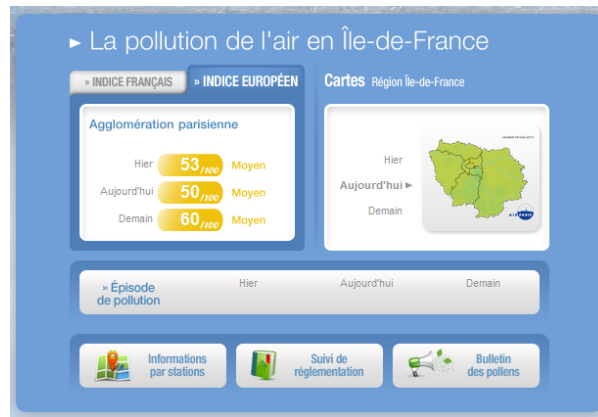 ► La pollution de l'air en Île-de-France
» INDICE FRANÇAIS
» INDICE EUROPÉEN
Cartes Région Île-de-France
Agglomération parisienne
Hier 53/100 Moyen
Aujourd'hui 50/100 Moyen
Demain 60/100 Moyen
Hier
Aujourd'hui ►
Demain
AIRPARIF
» Épisode
de pollution
Hier
Aujourd'hui
Demain
Informations
par stations
Suivi de
réglementation
Bulletin
des pollens